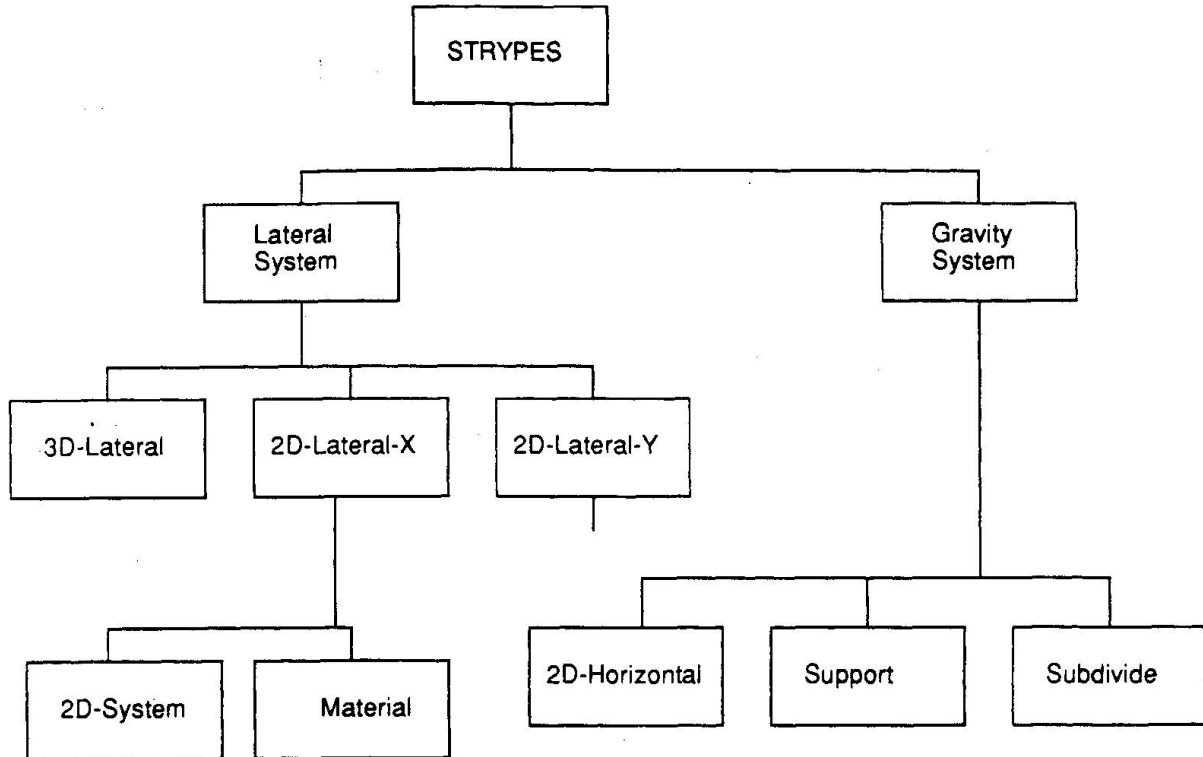 STRYPES
Lateral
System
Gravity
System
3D-Lateral
2D-Lateral-X
2D-Lateral-Y
2D-System
Material
2D-Horizontal
Support
Subdivide